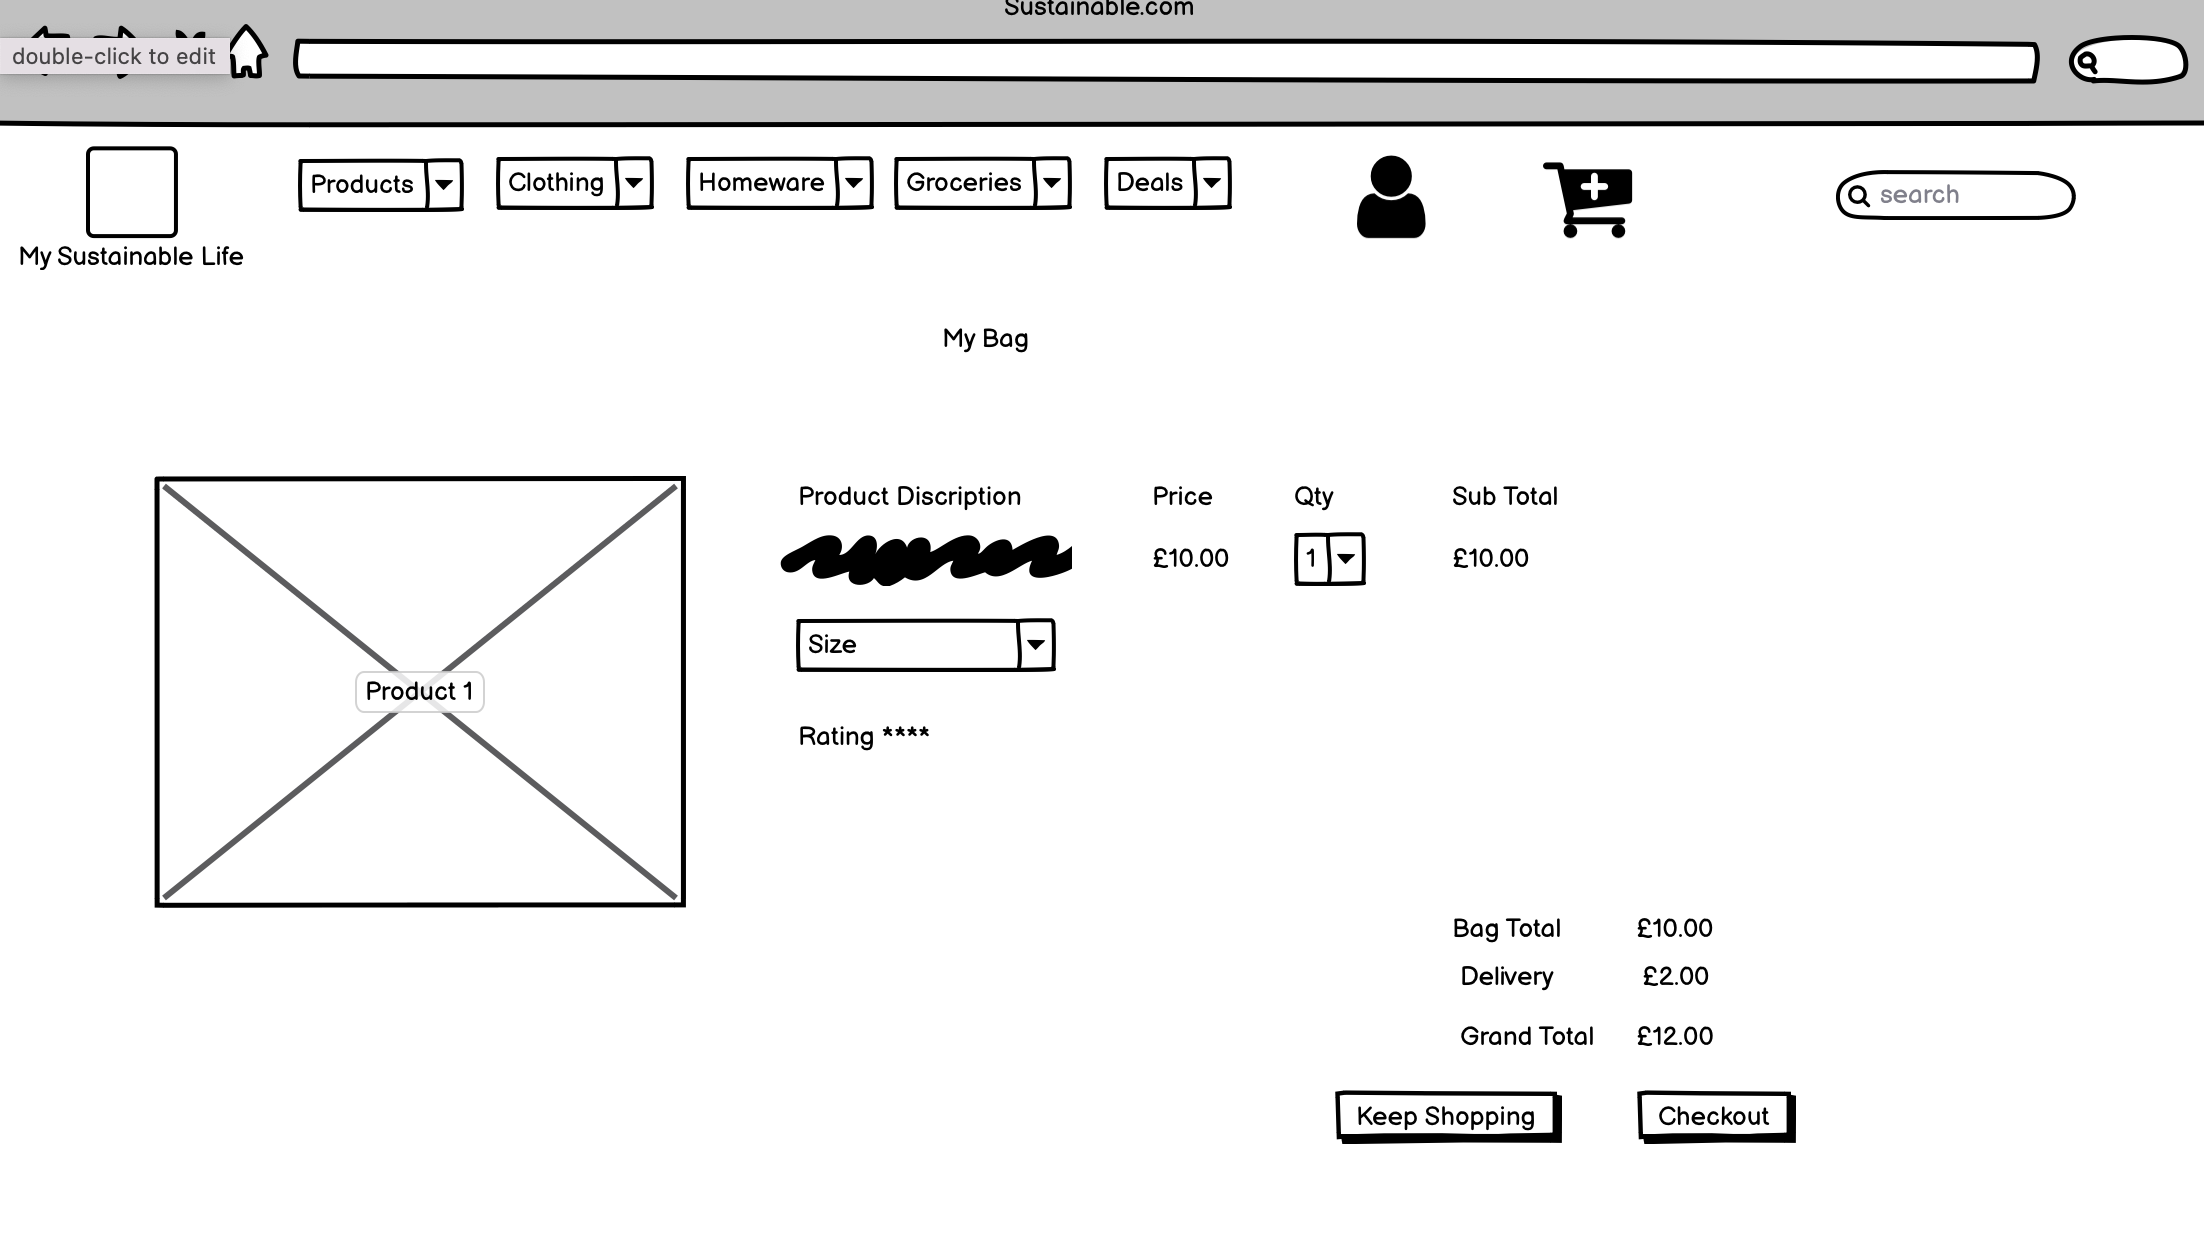 Sustainable.com
double-click to edit
Products
Clothing
Homeware
Groceries
Deals
search
My Sustainable Life
My Bag
Product Discription
Price
Qty
Sub Total
£10.00
1
£10.00
Size
Product 1
Rating ****
Bag Total £10.00
Delivery £2.00
Grand Total £12.00
Keep Shopping
Checkout